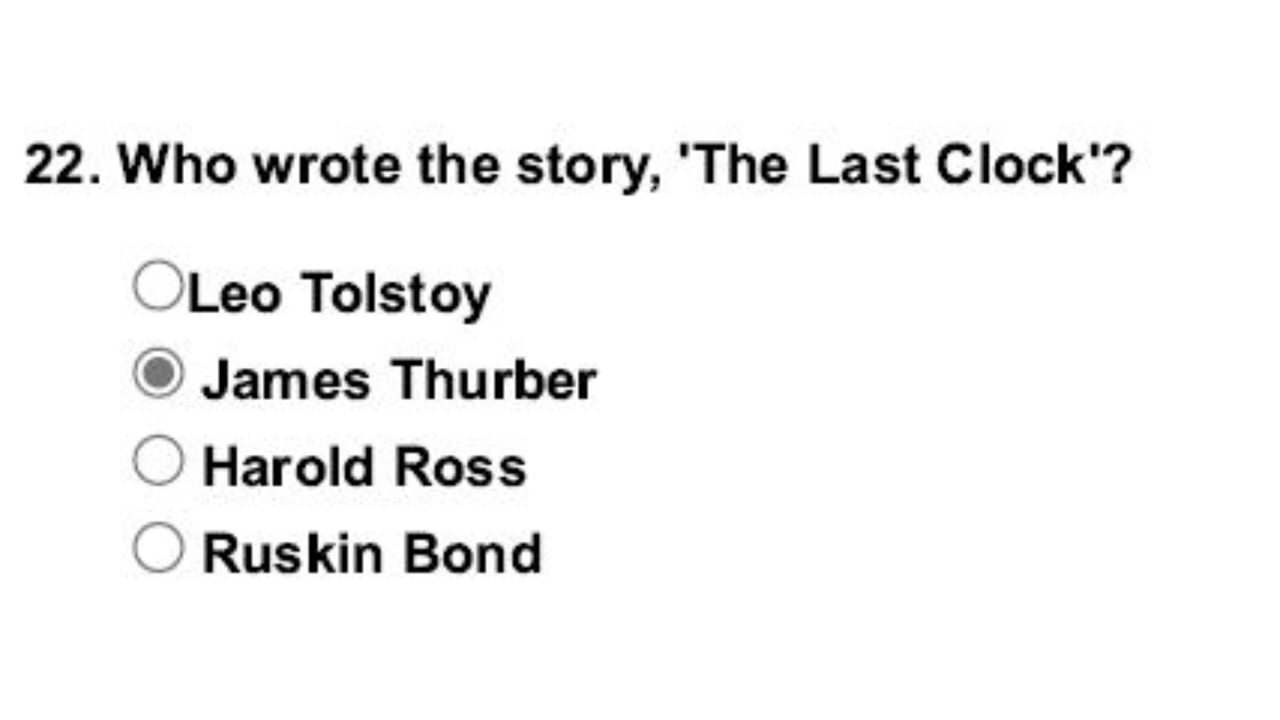 22. Who wrote the story, 'The Last Clock'?
Leo Tolstoy
James Thurber
Harold Ross
Ruskin Bond